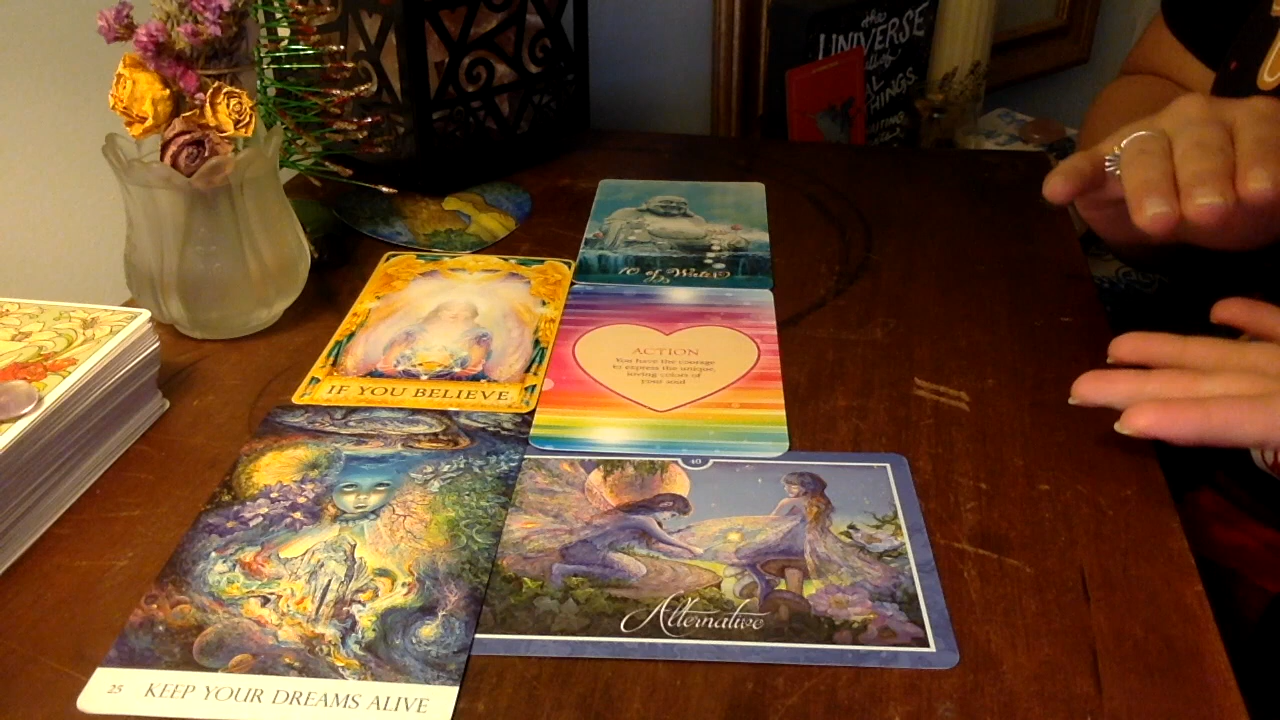 the
UNIVERSE
10 of Water
ACTION
You have the courage
to express the unique,
loving colors of
your soul
IF YOU BELIEVE
40
Alternative
25 KEEP YOUR DREAMS ALIVE